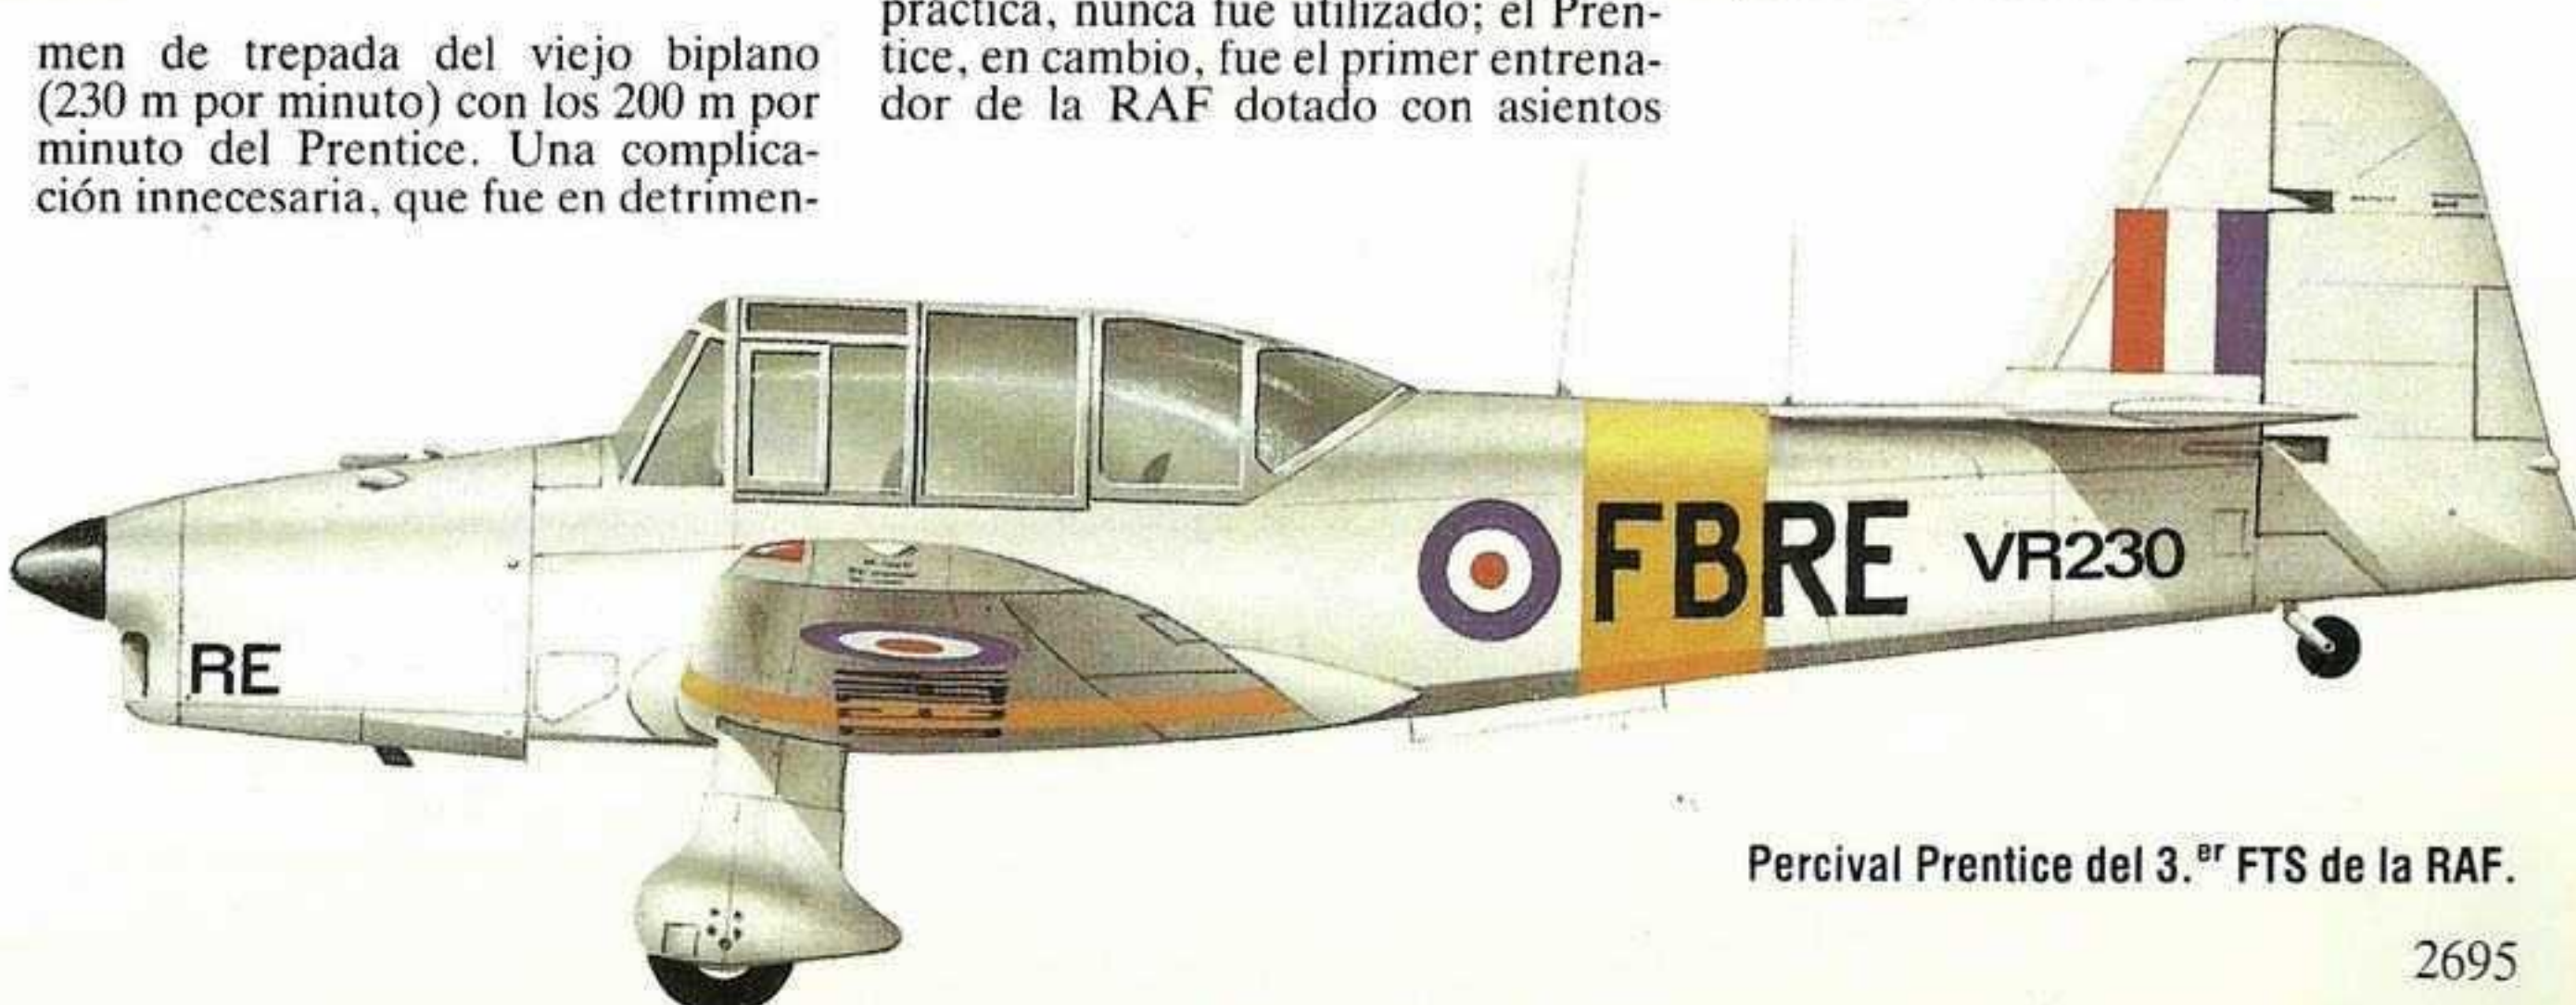 men de trepada del viejo biplano
(230 m por minuto) con los 200 m por
minuto del Prentice. Una complica-
ción innecesaria, que fue en detrimen-
práctica, nunca fue utilizado; el Pren-
tice, en cambio, fue el primer entrena-
dor de la RAF dotado con asientos
RE
FBRE VR230
Percival Prentice del 3.er FTS de la RAF.
2695